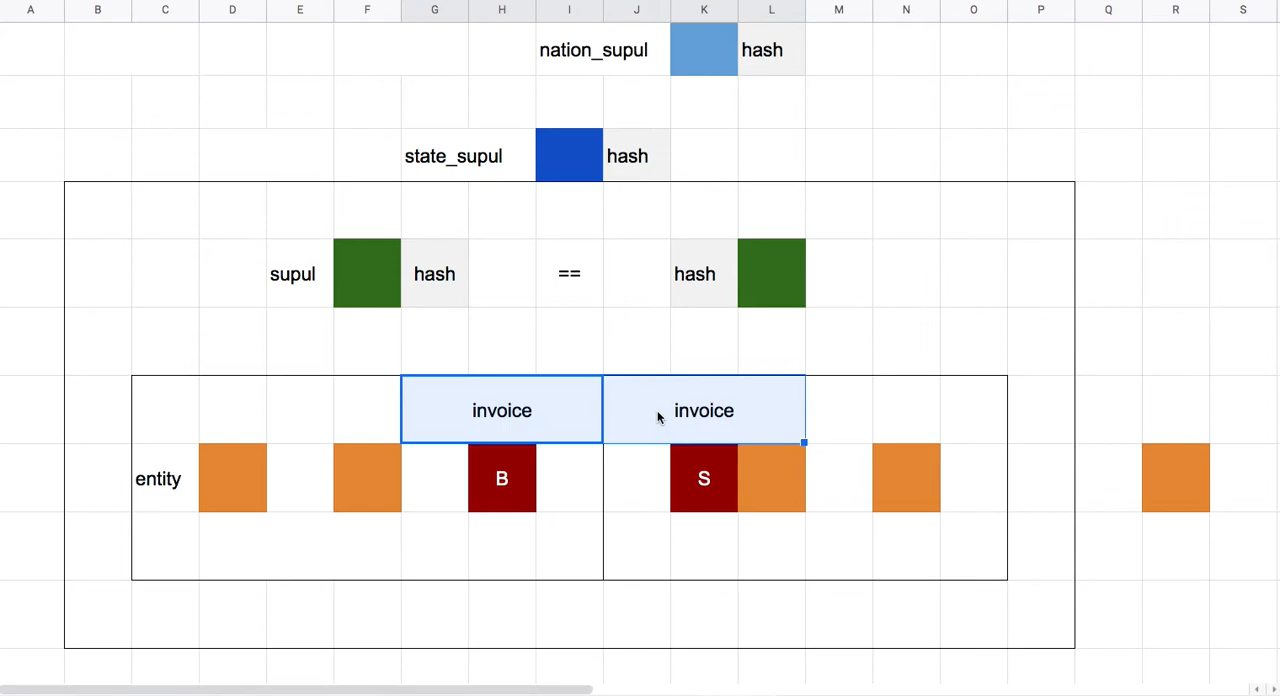 A B C D E F G H I J K L M N O P Q R S
nation_supul hash
state_supul hash
supul hash == hash
invoice invoice
entity B S